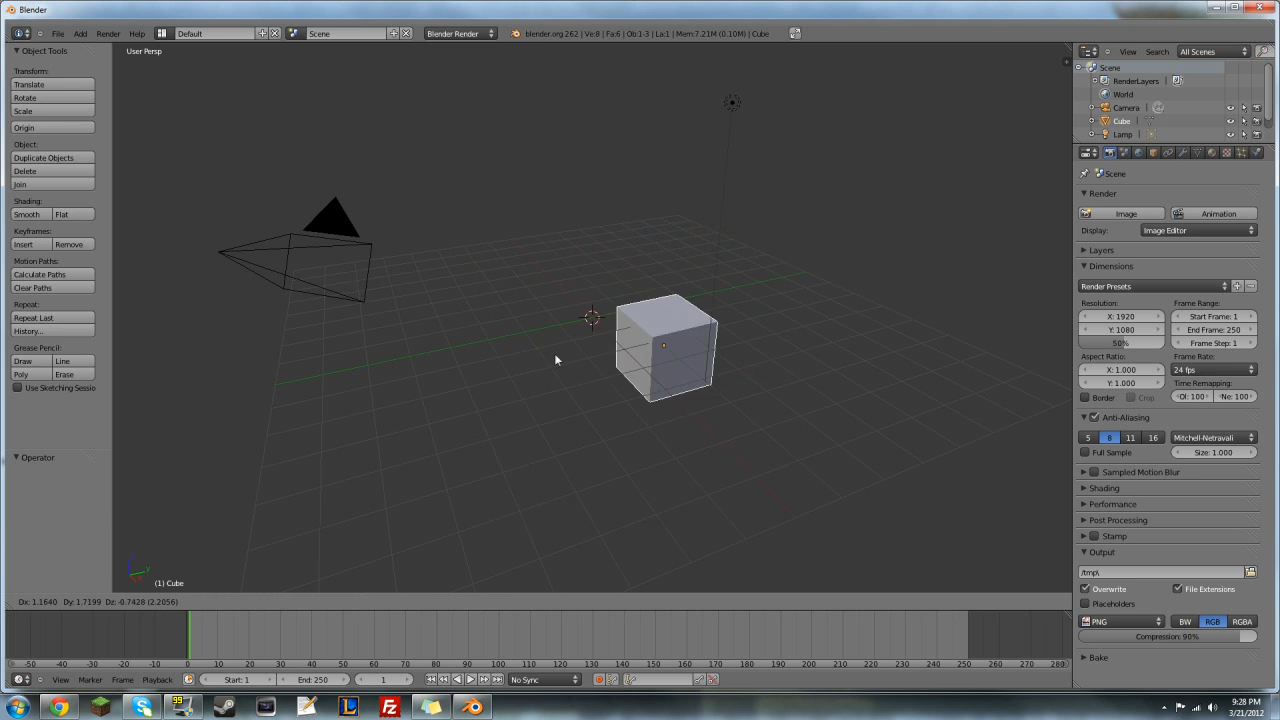 Blender
File Add Render Help
Default
Scene
Blender Render
blender.org 262 | Ve:8 | Fa:6 | Ob:1-3 | La:1 | Mem:7.21M (0.10M) | Cube
Object Tools
Transform:
Translate
Rotate
Scale
Origin
Object:
Duplicate Objects
Delete
Join
Shading:
Smooth Flat
Keyframes:
Insert Remove
Motion Paths:
Calculate Paths
Clear Paths
Repeat:
Repeat Last
History...
Grease Pencil:
Draw Line
Poly Erase
Use Sketching Sessio
Operator
User Persp
(1) Cube
Dx: 1.1640 Dy: 1.7199 Dz: -0.7428 (2.2056)
View Search All Scenes
Scene
RenderLayers
World
Camera
Cube
Lamp
Scene
Render
Image Animation
Display: Image Editor
Layers
Dimensions
Render Presets
Resolution: Frame Range:
X: 1920 Start Frame: 1
Y: 1080 End Frame: 250
50% Frame Step: 1
Aspect Ratio: Frame Rate:
X: 1.000 24 fps
Y: 1.000 Time Remapping:
Border Crop Ol: 100 Ne: 100
Anti-Aliasing
5 8 11 16 Mitchell-Netravali
Full Sample Size: 1.000
Sampled Motion Blur
Shading
Performance
Post Processing
Stamp
Output
/tmp\
Overwrite File Extensions
Placeholders
PNG BW RGB RGBA
Compression: 90%
Bake
-50 -40 -30 -20 -10 0 10 20 30 40 50 60 70 80 90 100 110 120 130 140 150 160 170 180 190 200 210 220 230 240 250 260 270 280
View Marker Frame Playback Start: 1 End: 250 1 No Sync
99
9:28 PM
3/21/2012